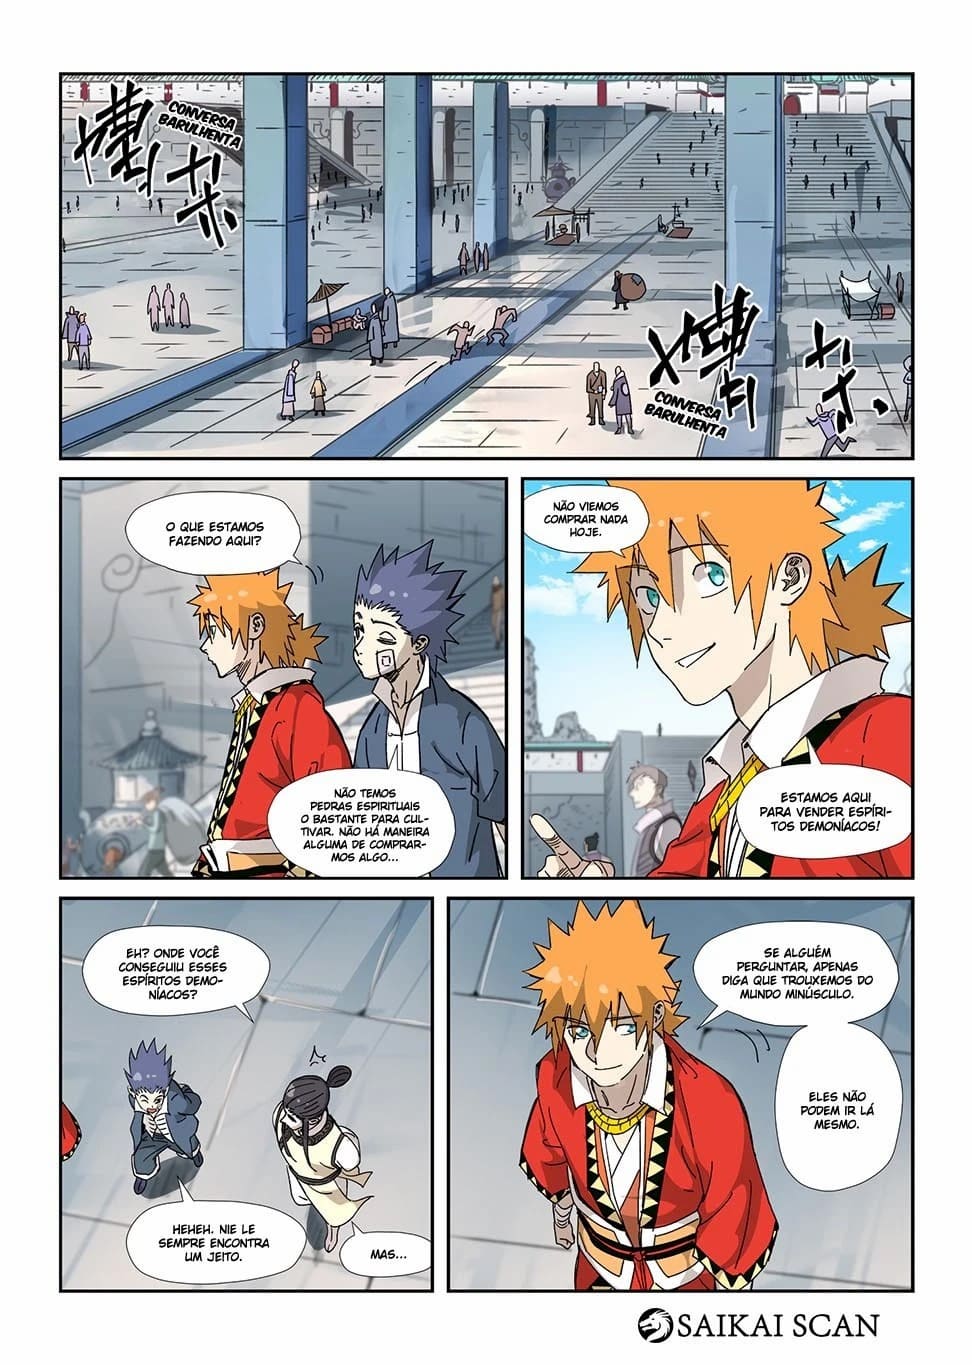 CONVERSA
BARULHENTA
CONVERSA
BARULHENTA
O QUE ESTAMOS
FAZENDO AQUI?
NÃO TEMOS
PEDRAS ESPIRITUAIS
O BASTANTE PARA CUL-
TIVAR. NÃO HÁ MANEIRA
ALGUMA DE COMPRAR-
MOS ALGO...
NÃO VIEMOS
COMPRAR NADA
HOJE.
ESTAMOS AQUI
PARA VENDER ESPÍRI-
TOS DEMONÍACOS!
EH? ONDE VOCÊ
CONSEGUIU ESSES
ESPÍRITOS DEMO-
NÍACOS?
HEHEH. NIE LE
SEMPRE ENCONTRA
UM JEITO.
MAS...
SE ALGUÉM
PERGUNTAR, APENAS
DIGA QUE TROUXEMOS DO
MUNDO MINÚSCULO.
ELES NÃO
PODEM IR LÁ
MESMO.
SAIKAI SCAN